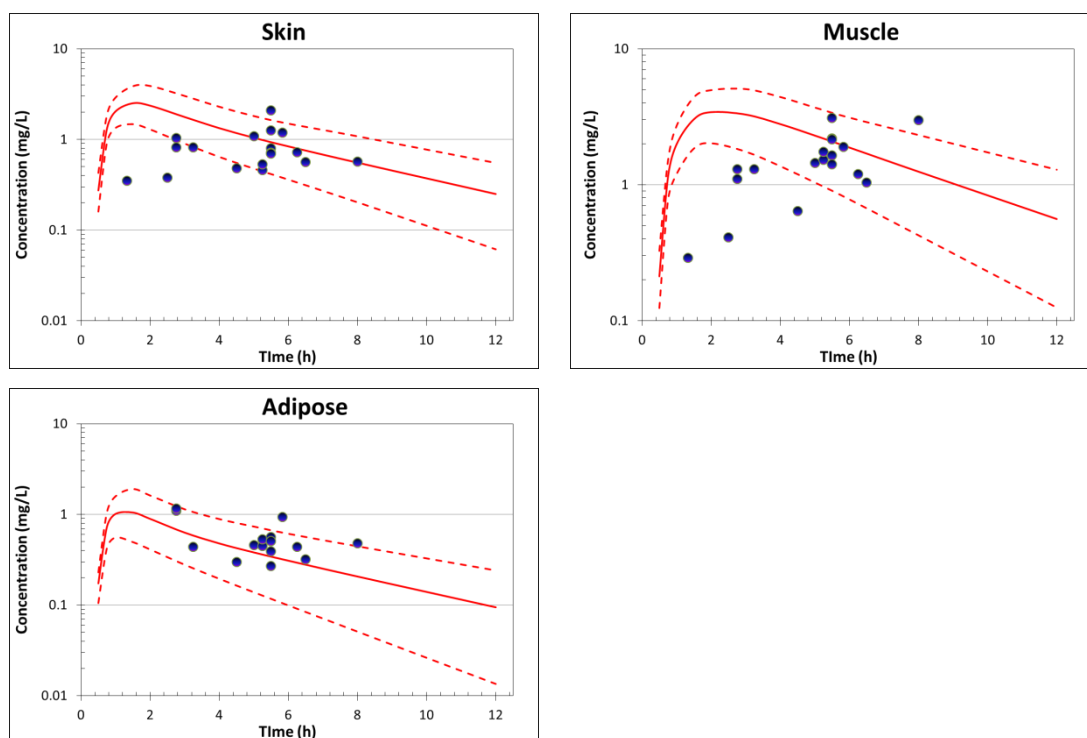 Skin
Concentration (mg/L)
10
1
0.1
0.01
0 2 4 6 8 10 12
TIme (h)
Muscle
Concentration (mg/L)
10
1
0.1
0 2 4 6 8 10 12
TIme (h)
Adipose
Concentration (mg/L)
10
1
0.1
0.01
0 2 4 6 8 10 12
TIme (h)